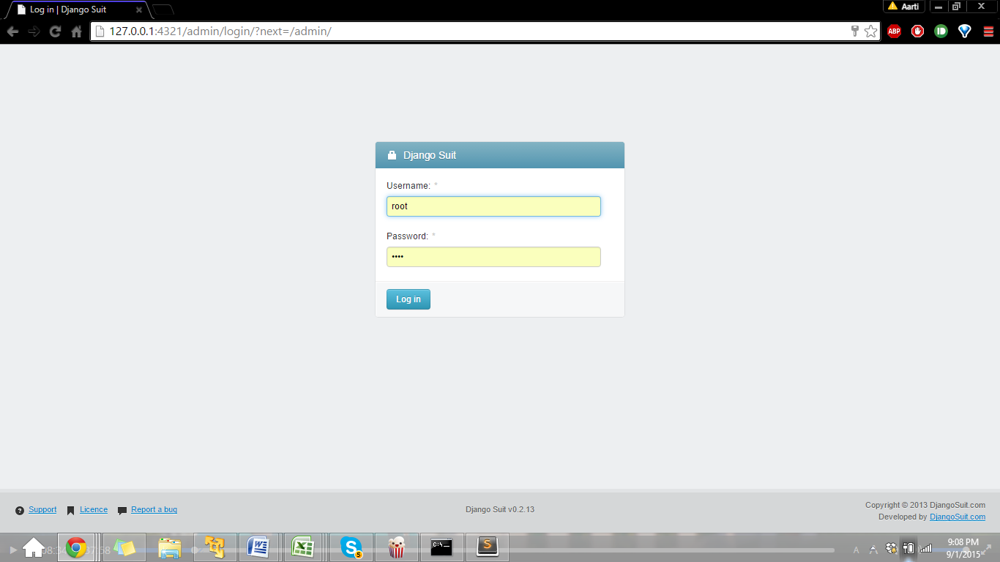 Log in | Django Suit
Aarti
127.0.0.1:4321/admin/login/?next=/admin/
ABP
Django Suit
Username: *
root
Password: *
••••
Log in
Support
Licence
Report a bug
Django Suit v0.2.13
Copyright © 2013 DjangoSuit.com
Developed by DjangoSuit.com
5
C:\_
A
9:08 PM
9/1/2015